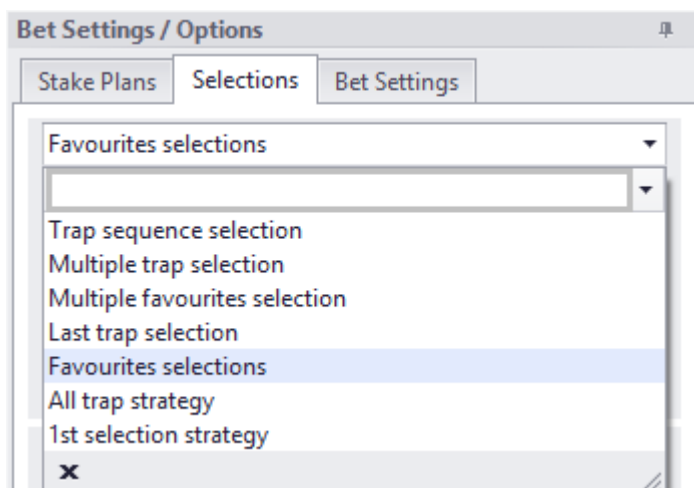 Bet Settings / Options
Stake Plans Selections Bet Settings
Favourites selections
Trap sequence selection
Multiple trap selection
Multiple favourites selection
Last trap selection
Favourites selections
All trap strategy
1st selection strategy